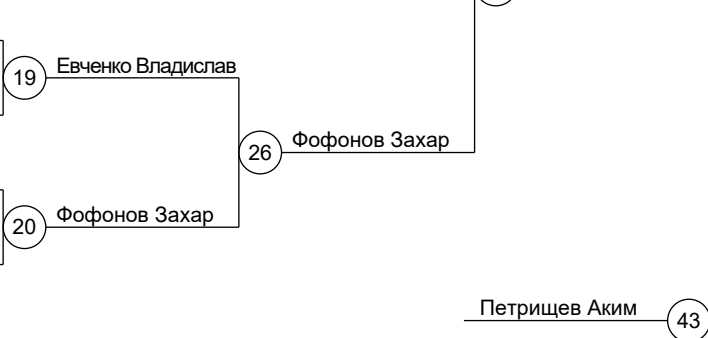 19 Евченко Владислав
26 Фофонов Захар
20 Фофонов Захар
Петрищев Аким 43